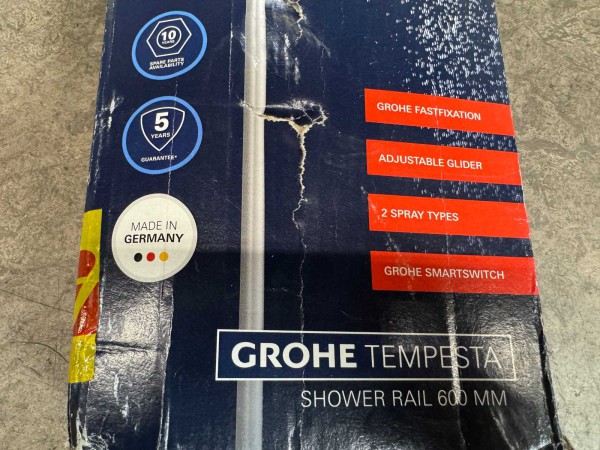 10
YEARS
SPARE PARTS
AVAILABILITY
5
YEARS
GUARANTEE*
MADE IN
GERMANY
GROHE FASTFIXATION
ADJUSTABLE GLIDER
2 SPRAY TYPES
GROHE SMARTSWITCH
GROHE TEMPESTA
SHOWER RAIL 600 MM